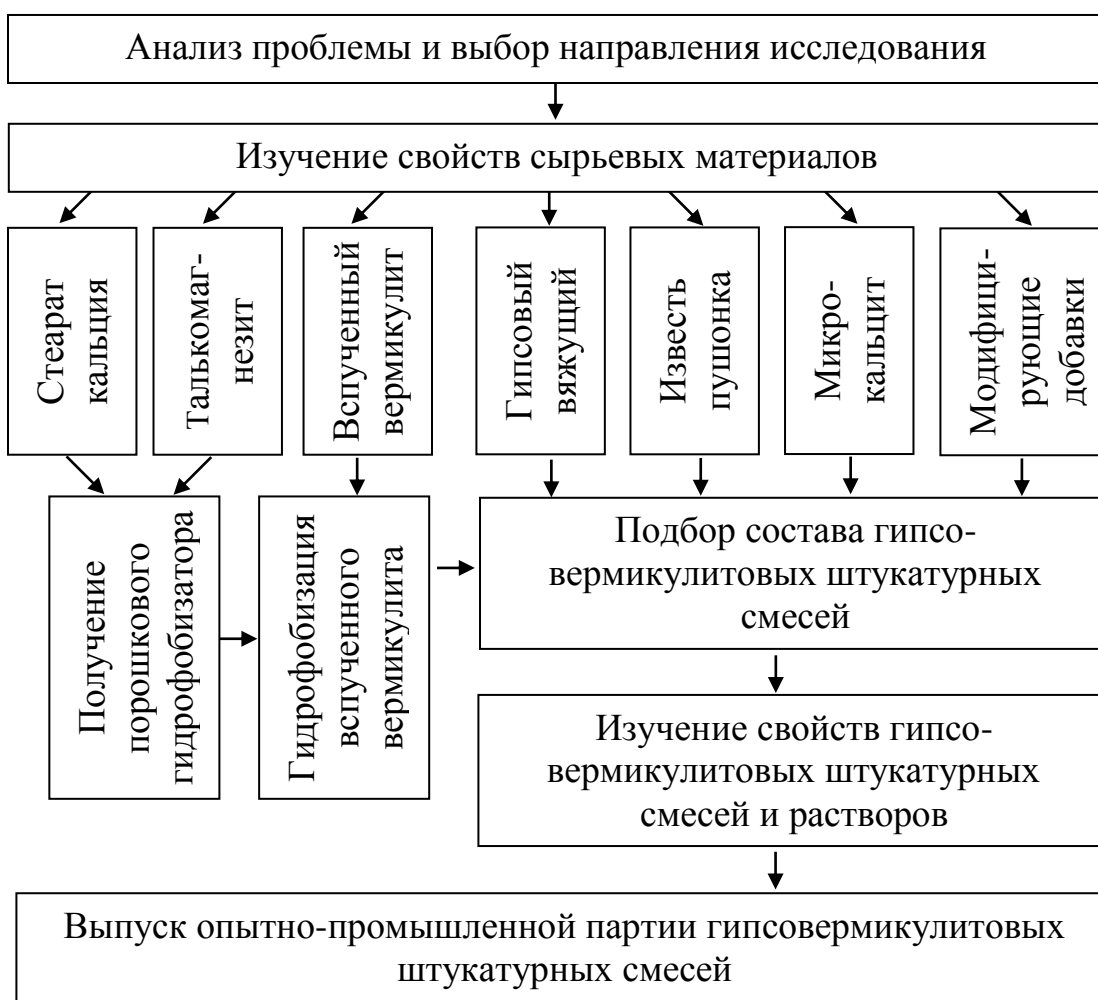 Анализ проблемы и выбор направления исследования
Изучение свойств сырьевых материалов
Стеарат
кальция
Талькомаг-
незит
Вспученный
вермикулит
Гипсовый
вяжущий
Известь
пушонка
Микро-
кальцит
Модифици-
рующие
добавки
Получение
порошкового
гидрофобизатора
Гидрофобизация
вспученного
вермикулита
Подбор состава гипсо-
вермикулитовых штукатурных
смесей
Изучение свойств гипсо-
вермикулитовых штукатурных
смесей и растворов
Выпуск опытно-промышленной партии гипсовермикулитовых
штукатурных смесей